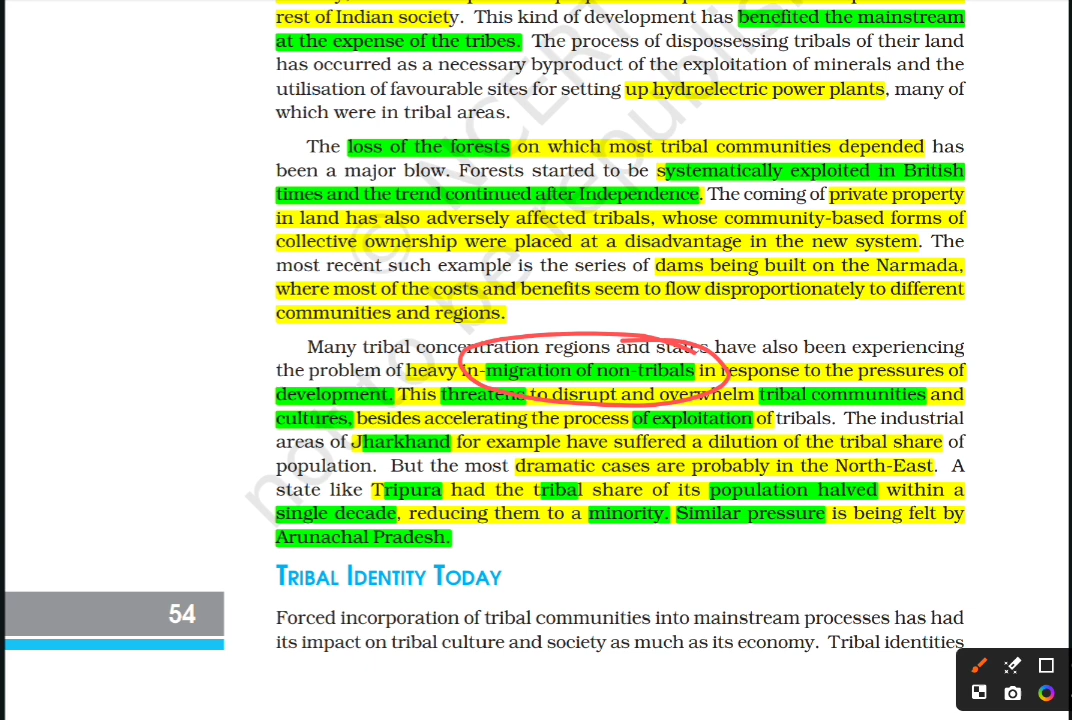 rest of Indian society. This kind of development has benefited the mainstream
at the expense of the tribes. The process of dispossessing tribals of their land
has occurred as a necessary byproduct of the exploitation of minerals and the
utilisation of favourable sites for setting up hydroelectric power plants, many of
which were in tribal areas.
The loss of the forests on which most tribal communities depended has
been a major blow. Forests started to be systematically exploited in British
times and the trend continued after Independence. The coming of private property
in land has also adversely affected tribals, whose community-based forms of
collective ownership were placed at a disadvantage in the new system. The
most recent such example is the series of dams being built on the Narmada,
where most of the costs and benefits seem to flow disproportionately to different
communities and regions.
Many tribal concentration regions and states have also been experiencing
the problem of heavy in-migration of non-tribals in response to the pressures of
development. This threatens to disrupt and overwhelm tribal communities and
cultures, besides accelerating the process of exploitation of tribals. The industrial
areas of Jharkhand for example have suffered a dilution of the tribal share of
population. But the most dramatic cases are probably in the North-East. A
state like Tripura had the tribal share of its population halved within a
single decade, reducing them to a minority. Similar pressure is being felt by
Arunachal Pradesh.
TRIBAL IDENTITY TODAY
54
Forced incorporation of tribal communities into mainstream processes has had
its impact on tribal culture and society as much as its economy. Tribal identities
© NCERT
not to be republis